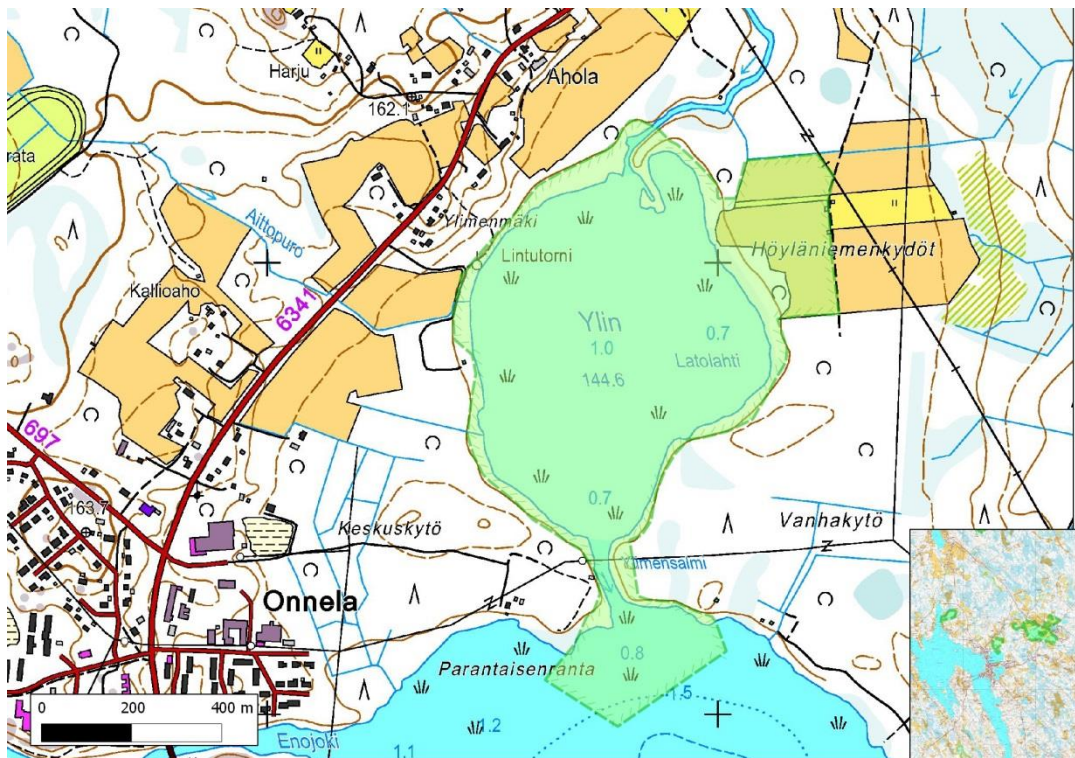 Harju
Ahola
162.1
rata
Ylimenmäki
Aittopuro
Lintutorni
Höyläniemenkydöt
Kallioaho
6341
Ylin
1.0
0.7
Latolahti
144.6
697
0.7
163.7
Keskuskytö
Vanhakytö
Onnela
0.8
Parantaisenranta
1.5
0 200 400 m
1.2
Enojoki
1.1